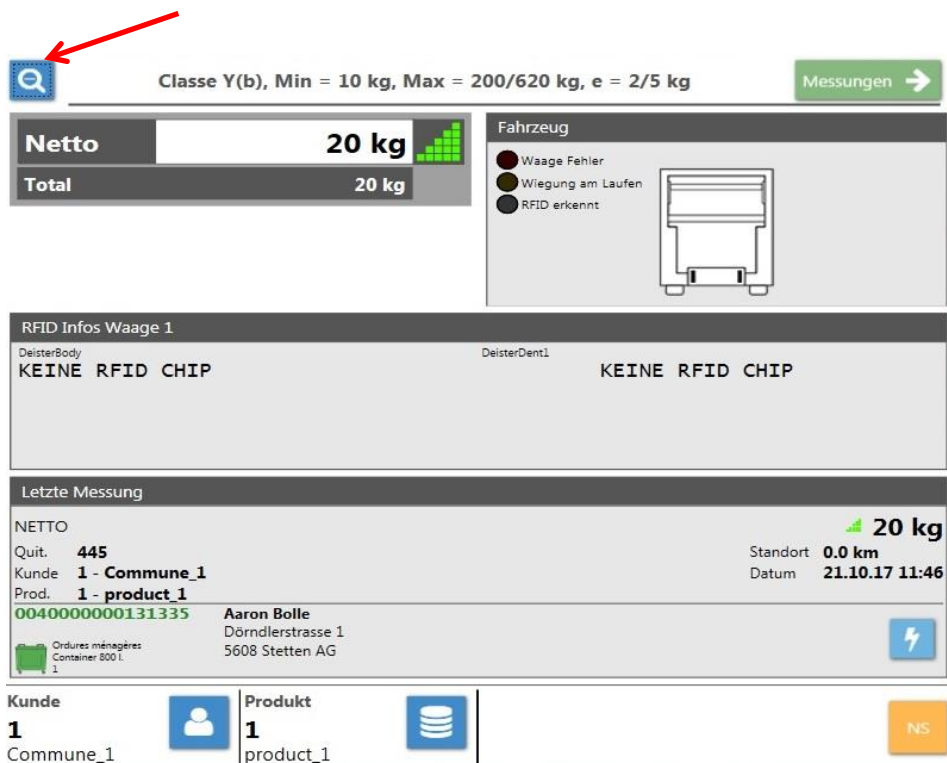 Classe Y(b), Min = 10 kg, Max = 200/620 kg, e = 2/5 kg
Messungen
Netto 20 kg
Total 20 kg
Fahrzeug
Waage Fehler
Wiegung am Laufen
RFID erkennt
RFID Infos Waage 1
DeisterBody DeisterDent1
KEINE RFID CHIP KEINE RFID CHIP
Letzte Messung
NETTO 20 kg
Quit. 445 Standort 0.0 km
Kunde 1 - Commune_1 Datum 21.10.17 11:46
Prod. 1 - product_1
0040000000131335 Aaron Bolle
Dörndlerstrasse 1
Ordures ménagères 5608 Stetten AG
Container 800 l.
1
Kunde Produkt
1 1
NS
Commune_1 product_1